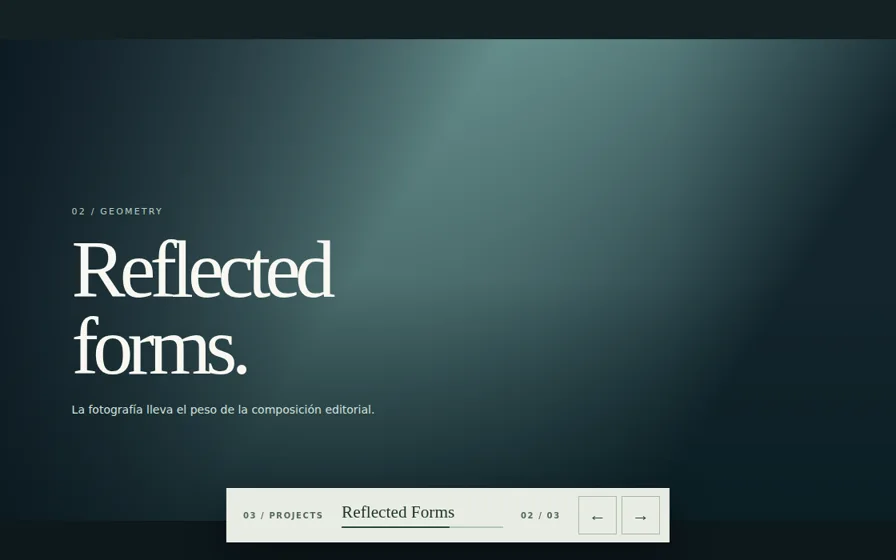 02 / GEOMETRY
Reflected
forms.
La fotografía lleva el peso de la composición editorial.
03 / PROJECTS
Reflected Forms
02 / 03
← →